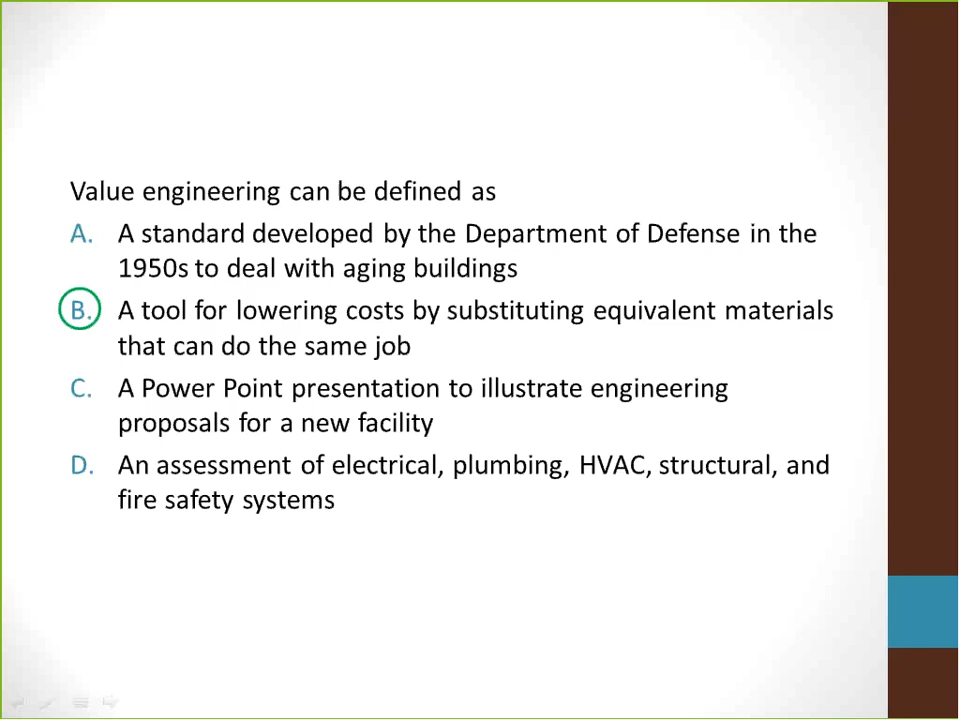 Value engineering can be defined as
A. A standard developed by the Department of Defense in the
1950s to deal with aging buildings
B. A tool for lowering costs by substituting equivalent materials
that can do the same job
C. A Power Point presentation to illustrate engineering
proposals for a new facility
D. An assessment of electrical, plumbing, HVAC, structural, and
fire safety systems